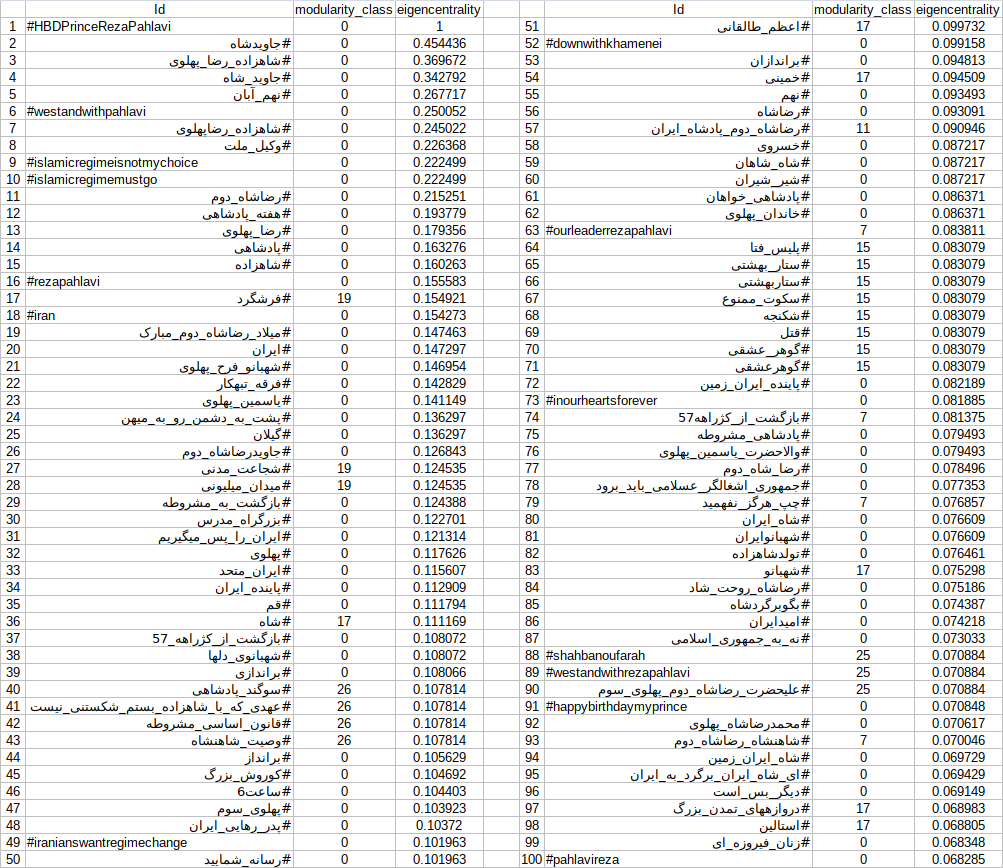 Id modularity_class eigencentrality
1 #HBDPrinceRezaPahlavi 0 1
2 #جاویدشاه 0 0.454436
3 #شاهزاده_رضا_پهلوی 0 0.369672
4 #جاوید_شاه 0 0.342792
5 #نهم_آبان 0 0.267717
6 #westandwithpahlavi 0 0.250052
7 #شاهزاده_رضاپهلوی 0 0.245022
8 #وکیل_ملت 0 0.226368
9 #islamicregimeisnotmychoice 0 0.222499
10 #islamicregimemustgo 0 0.222499
11 #رضاشاه_دوم 0 0.215251
12 #هفته_پادشاهی 0 0.193779
13 #رضا_پهلوی 0 0.179356
14 #پادشاهی 0 0.163276
15 #شاهزاده 0 0.160263
16 #rezapahlavi 0 0.155583
17 #فرشگرد 19 0.154921
18 #iran 0 0.154273
19 #میلاد_رضاشاه_دوم_مبارک 0 0.147463
20 #ایران 0 0.147297
21 #شهبانو_فرح_پهلوی 0 0.146954
22 #فرقه_تبهکار 0 0.142829
23 #یاسمین_پهلوی 0 0.141149
24 #پشت_به_دشمن_رو_به_میهن 0 0.136297
25 #گیلان 0 0.136297
26 #جاویدرضاشاه_دوم 0 0.126843
27 #شجاعت_مدنی 19 0.124535
28 #میدان_میلیونی 19 0.124535
29 #بازگشت_به_مشروطه 0 0.124388
30 #بزرگراه_مدرس 0 0.122701
31 #ایران_را_پس_میگیریم 0 0.121314
32 #پهلوی 0 0.117626
33 #ایران_متحد 0 0.115607
34 #پاینده_ایران 0 0.112909
35 #قم 0 0.111794
36 #شاه 17 0.111169
37 #بازگشت_از_کژراهه_57 0 0.108072
38 #شهبانوی_دلها 0 0.108072
39 #براندازی 0 0.108066
40 #سوگند_پادشاهی 26 0.107814
41 #عهدی_که_با_شاهزاده_بستم_شکستنی_نیست 26 0.107814
42 #قانون_اساسی_مشروطه 26 0.107814
43 #وصیت_شاهنشاه 26 0.107814
44 #برانداز 0 0.105629
45 #کوروش_بزرگ 0 0.104692
46 #ساعت6 0 0.104403
47 #پهلوی_سوم 0 0.103923
48 #پدر_رهایی_ایران 0 0.10372
49 #iranianswantregimechange 0 0.101963
50 #رسانه_شمایید 0 0.101963
Id modularity_class eigencentrality
51 #اعظم_طالقانی 17 0.099732
52 #downwithkhamenei 0 0.099158
53 #براندازان 0 0.094813
54 #خمینی 17 0.094509
55 #نهم 0 0.093493
56 #رضاشاه 0 0.093091
57 #رضاشاه_دوم_پادشاه_ایران 11 0.090946
58 #خسروی 0 0.087217
59 #شاه_شاهان 0 0.087217
60 #شیر_شیران 0 0.087217
61 #پادشاهی_خواهان 0 0.086371
62 #خاندان_پهلوی 0 0.086371
63 #ourleaderrezapahlavi 7 0.083811
64 #پلیس_فتا 15 0.083079
65 #ستار_بهشتی 15 0.083079
66 #ستاربهشتی 15 0.083079
67 #سکوت_ممنوع 15 0.083079
68 #شکنجه 15 0.083079
69 #قتل 15 0.083079
70 #گوهر_عشقی 15 0.083079
71 #گوهرعشقی 15 0.083079
72 #پاینده_ایران_زمین 0 0.082189
73 #inourheartsforever 0 0.081885
74 #بازگشت_از_کژراهه57 7 0.081375
75 #پادشاهی_مشروطه 0 0.079493
76 #والاحضرت_یاسمین_پهلوی 0 0.079493
77 #رضا_شاه_دوم 0 0.078496
78 #جمهوری_اشغالگر_عسلامی_باید_برود 0 0.077353
79 #چپ_هرگز_نفهمید 7 0.076857
80 #شاه_ایران 0 0.076609
81 #شهبانوایران 0 0.076609
82 #تولدشاهزاده 0 0.076461
83 #شهبانو 17 0.075298
84 #رضاشاه_روحت_شاد 0 0.075186
85 #بگوبرگردشاه 0 0.074387
86 #امیدایران 0 0.074218
87 #نه_به_جمهوری_اسلامی 0 0.073033
88 #shahbanoufarah 25 0.070884
89 #westandwithrezapahlavi 25 0.070884
90 #علیحضرت_رضاشاه_دوم_پهلوی_سوم 25 0.070884
91 #happybirthdaymyprince 0 0.070848
92 #محمدرضاشاه_پهلوی 0 0.070617
93 #شاهنشاه_رضاشاه_دوم 7 0.070046
94 #شاه_ایران_زمین 0 0.069729
95 #ای_شاه_ایران_برگرد_به_ایران 0 0.069429
96 #دیگر_بس_است 0 0.069149
97 #دروازههای_تمدن_بزرگ 17 0.068983
98 #استالین 17 0.068805
99 #زنان_فیروزه_ای 0 0.068348
100 #pahlavireza 0 0.068285